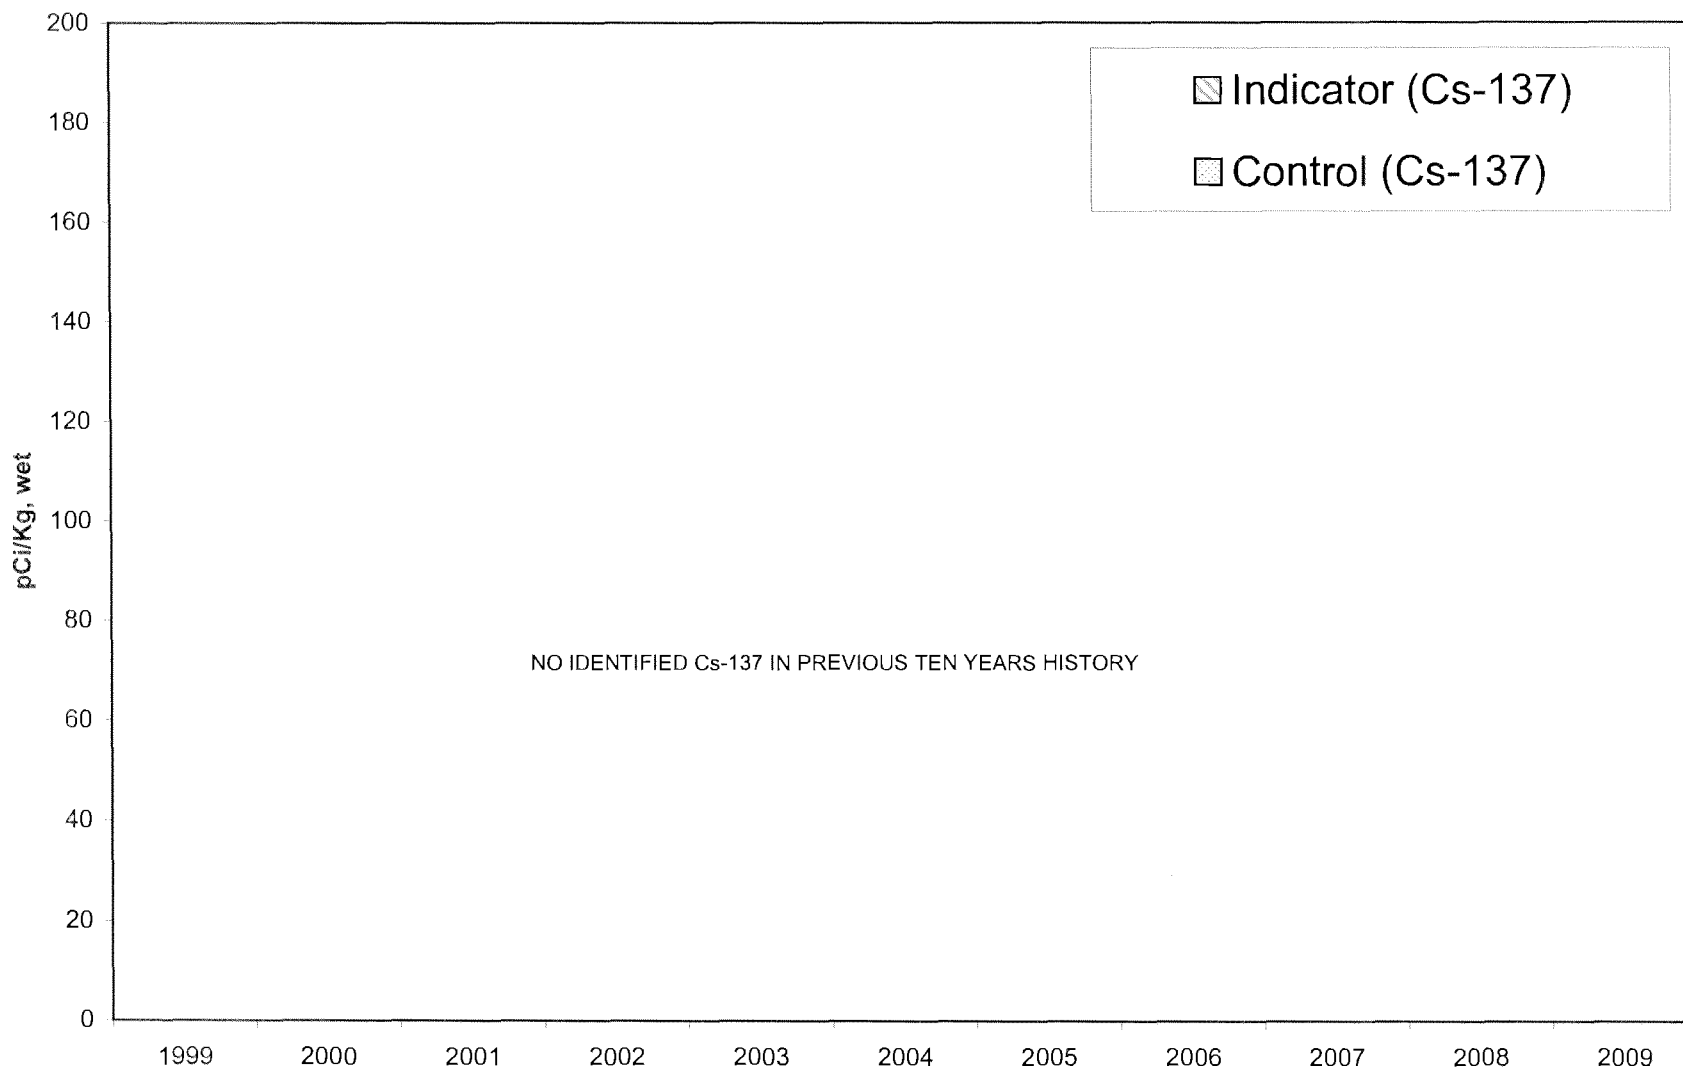 200
Indicator (Cs-137)
180
Control (Cs-137)
160
140
120
pCi/Kg, wet
100
80
NO IDENTIFIED Cs-137 IN PREVIOUS TEN YEARS HISTORY
60
40
20
0
1999 2000 2001 2002 2003 2004 2005 2006 2007 2008 2009